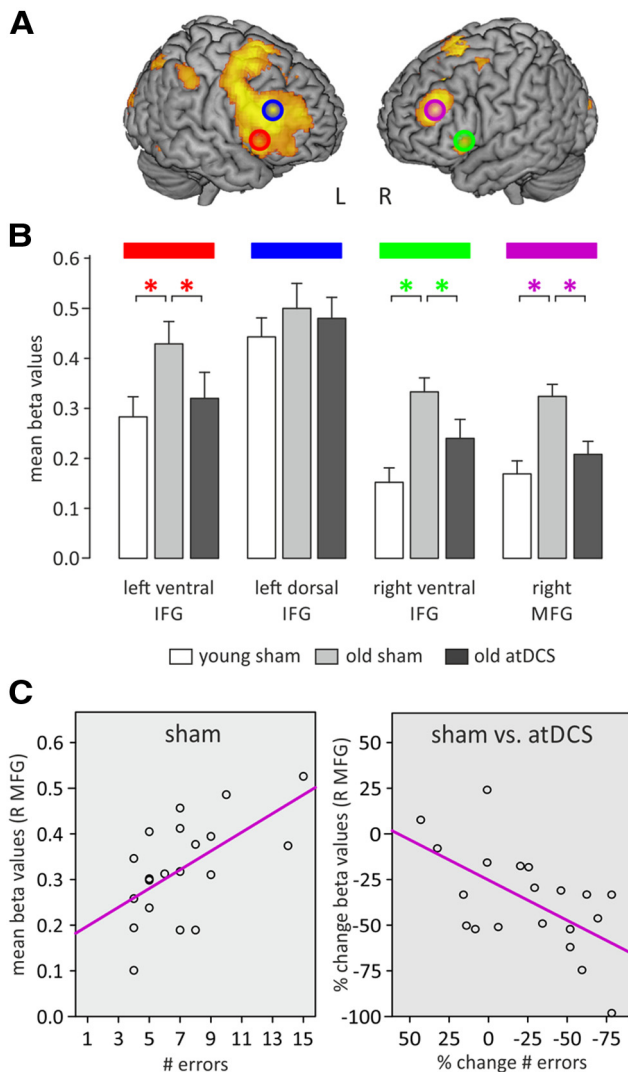 A
L R
B
0.6
0.5
0.4
0.3
0.2
0.1
0.0
mean beta values
* * * * * *
left ventral IFG
left dorsal IFG
right ventral IFG
right MFG
young sham old sham old atDCS
C
sham
0.6
0.5
0.4
0.3
0.2
0.1
0.0
mean beta values (R MFG)
1 3 5 7 9 11 13 15
# errors
sham vs. atDCS
50
25
0
-25
-50
-75
-100
% change beta values (R MFG)
50 25 0 -25 -50 -75
% change # errors